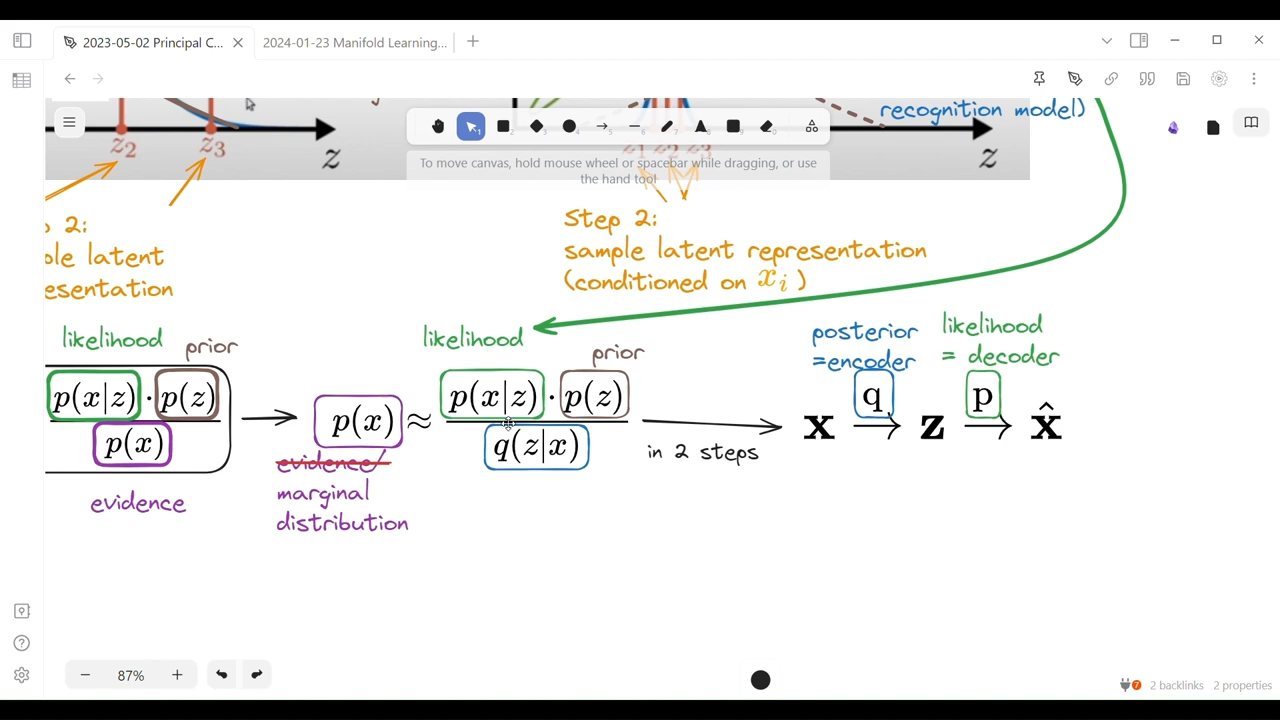 2023-05-02 Principal C...
2024-01-23 Manifold Learning...
recognition model)
z₂
z₃
z
z
To move canvas, hold mouse wheel or spacebar while dragging, or use
the hand tool
2:
latent
Step 2:
sample latent representation
(conditioned on xᵢ)
likelihood
prior
p(x|z) · p(z)
p(x)
evidence
p(x) ≈
evidence/
marginal
distribution
likelihood
prior
p(x|z) · p(z)
q(z|x)
in 2 steps
posterior
=encoder
likelihood
= decoder
q
p
x → z → x̂
87%
7
2 backlinks
2 properties